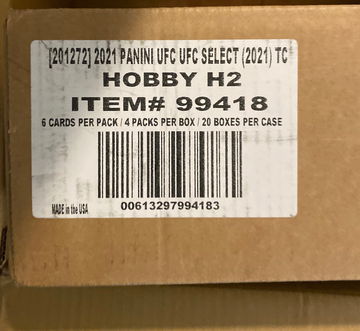 [201272] 2021 PANINI UFC UFC SELECT (2021) TC
HOBBY H2
ITEM# 99418
6 CARDS PER PACK / 4 PACKS PER BOX / 20 BOXES PER CASE
MADE in the USA
00613297994183